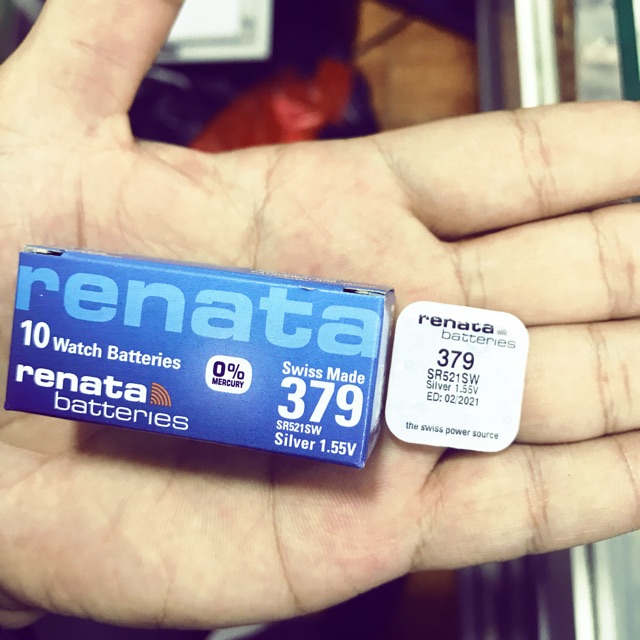 renata
10 Watch Batteries
0%
MERCURY
renata
batteries
Swiss Made
379
SR521SW
Silver 1.55V
renata
batteries
379
SR521SW
Silver 1.55V
ED: 02/2021
the swiss power source